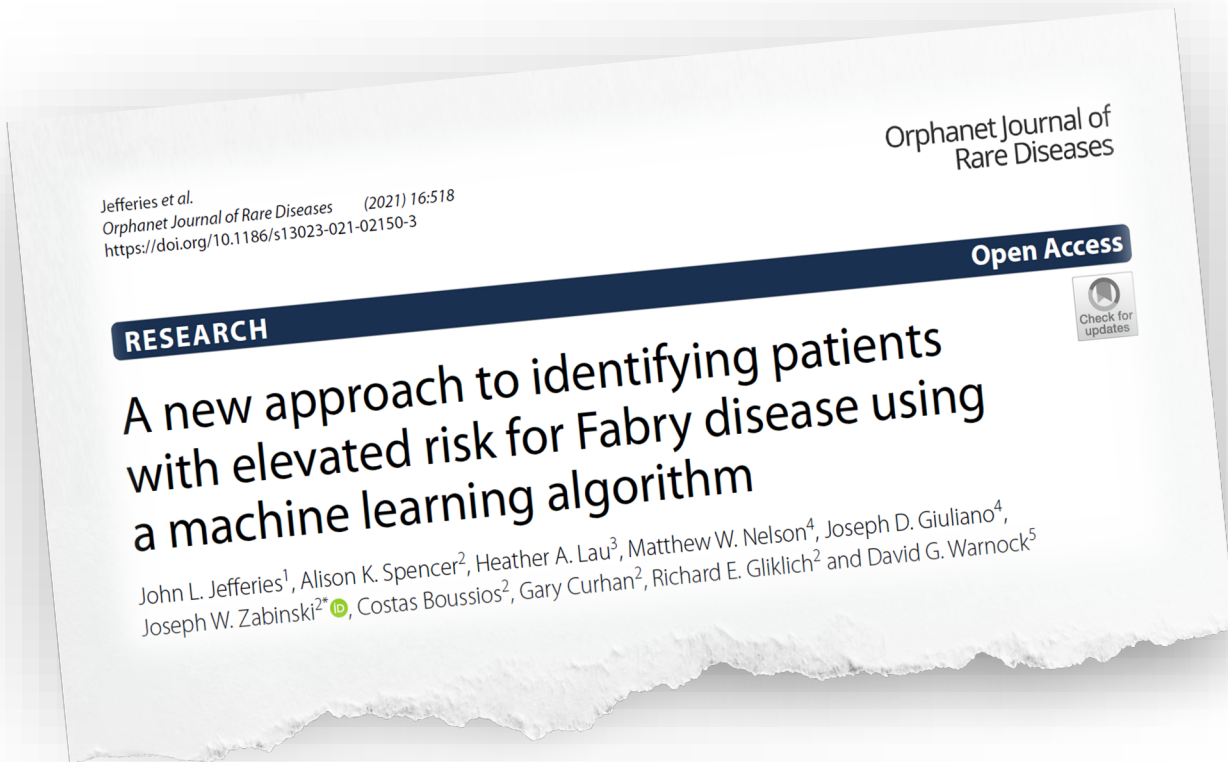 Orphanet Journal of
Rare Diseases
Jefferies et al.
Orphanet Journal of Rare Diseases (2021) 16:518
https://doi.org/10.1186/s13023-021-02150-3
RESEARCH
Open Access
Check for
updates
A new approach to identifying patients
with elevated risk for Fabry disease using
a machine learning algorithm
John L. Jefferies1, Alison K. Spencer2, Heather A. Lau3, Matthew W. Nelson4, Joseph D. Giuliano4,
Joseph W. Zabinski2* iD, Costas Boussios2, Gary Curhan2, Richard E. Gliklich2 and David G. Warnock5